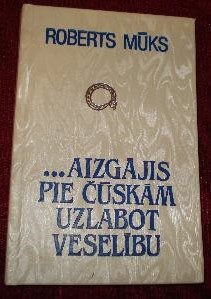 ROBERTS MŪKS
...AIZGĀJIS
PIE ČŪSKĀM
UZLABOT
VESELĪBU